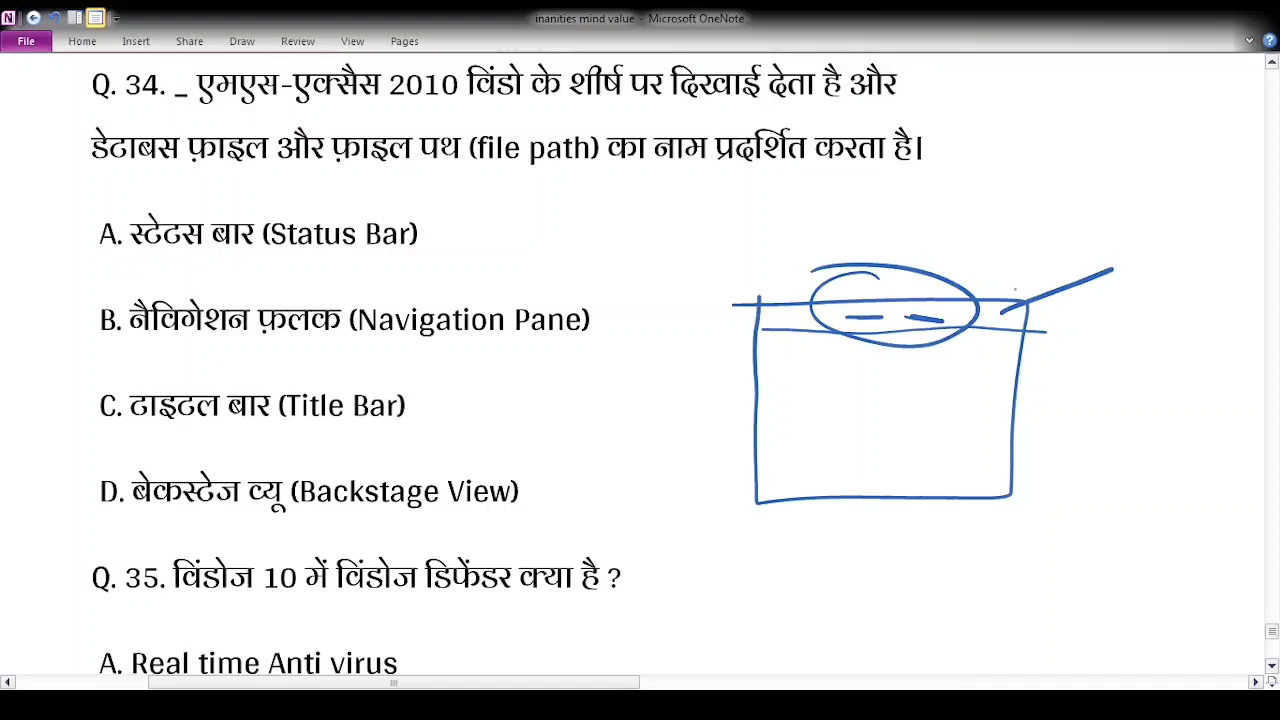 inanities mind value - Microsoft OneNote
File Home Insert Share Draw Review View Pages
Q. 34. _ एमएस-एक्सैस 2010 विंडो के शीर्ष पर दिखाई देता है और
डेटाबस फ़ाइल और फ़ाइल पथ (file path) का नाम प्रदर्शित करता है।
A. स्टेटस बार (Status Bar)
B. नैविगेशन फ़लक (Navigation Pane)
C. टाइटल बार (Title Bar)
D. बेकस्टेज व्यू (Backstage View)
Q. 35. विंडोज 10 में विंडोज डिफेंडर क्या है ?
A. Real time Anti virus